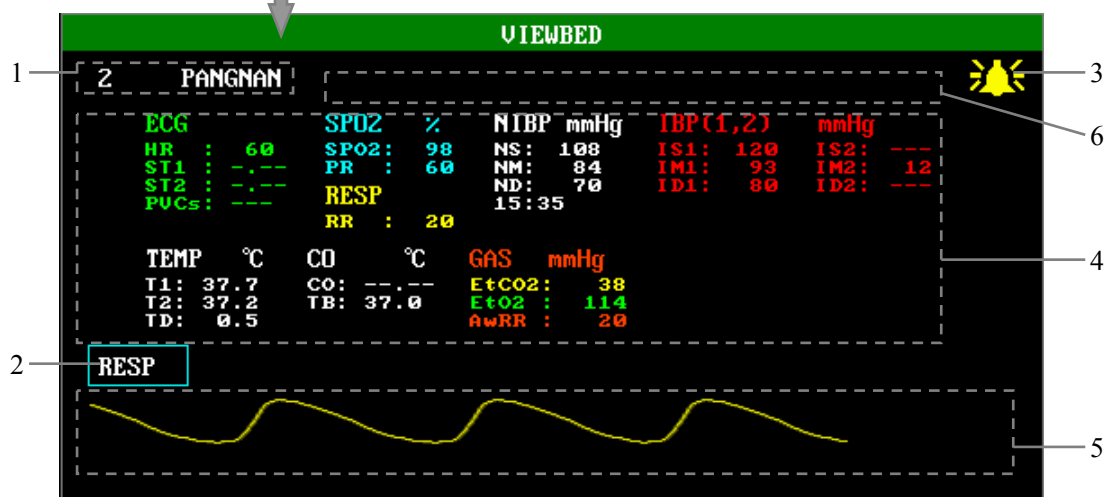 VIEWBED
1 2 PANGNAN 3
6
ECG SPO2 % NIBP mmHg IBP(1,2) mmHg
HR : 60 SPO2: 98 NS: 108 IS1: 120 IS2: ---
ST1 : -.-- PR : 60 NM: 84 IM1: 93 IM2: 12
ST2 : -.-- RESP ND: 70 ID1: 80 ID2: ---
PVCs: --- 15:35
RR : 20
TEMP °C CO °C GAS mmHg 4
T1: 37.7 CO: --.-- EtCO2: 38
T2: 37.2 TB: 37.0 EtO2 : 114
TD: 0.5 AwRR : 20
2 RESP
5